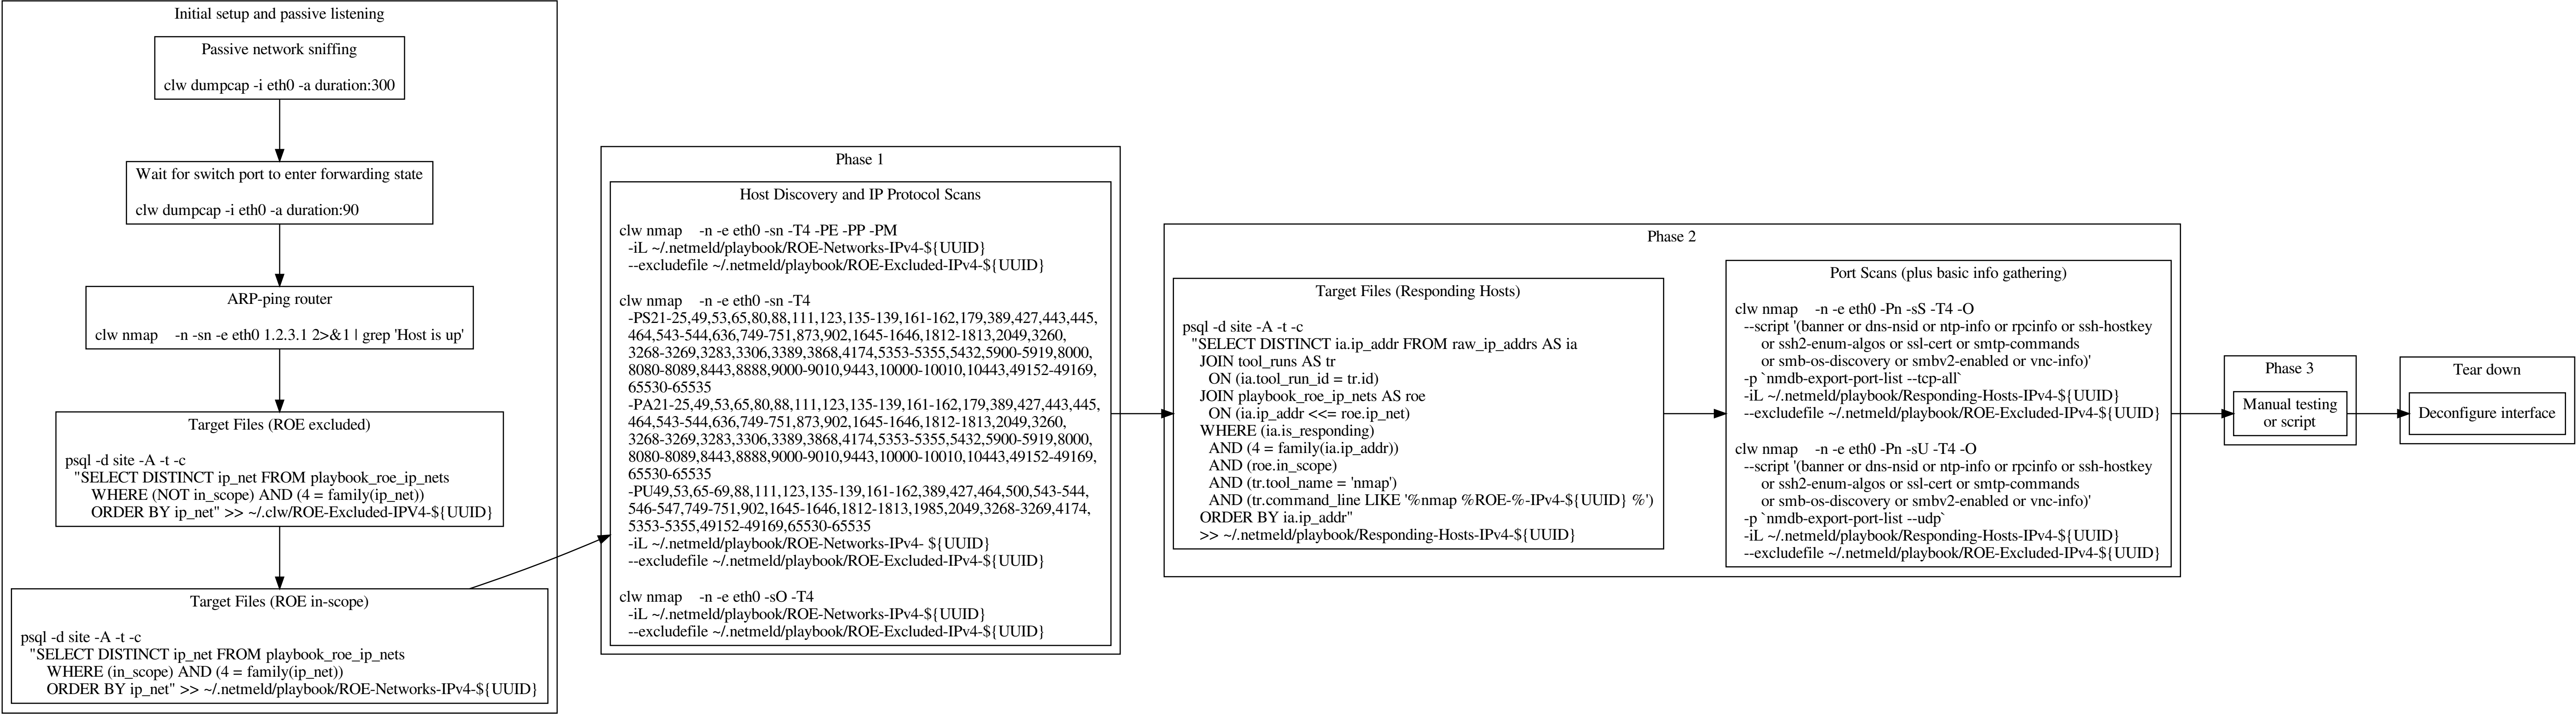 Initial setup and passive listening
Passive network sniffing
clw dumpcap -i eth0 -a duration:300
Wait for switch port to enter forwarding state
clw dumpcap -i eth0 -a duration:90
ARP-ping router
clw nmap    -n -sn -e eth0 1.2.3.1 2>&1 | grep 'Host is up'
Target Files (ROE excluded)
psql -d site -A -t -c
"SELECT DISTINCT ip_net FROM playbook_roe_ip_nets
WHERE (NOT in_scope) AND (4 = family(ip_net))
ORDER BY ip_net" >> ~/.clw/ROE-Excluded-IPV4-${UUID}
Target Files (ROE in-scope)
psql -d site -A -t -c
"SELECT DISTINCT ip_net FROM playbook_roe_ip_nets
WHERE (in_scope) AND (4 = family(ip_net))
ORDER BY ip_net" >> ~/.netmeld/playbook/ROE-Networks-IPv4-${UUID}
Phase 1
Host Discovery and IP Protocol Scans
clw nmap    -n -e eth0 -sn -T4 -PE -PP -PM
-iL ~/.netmeld/playbook/ROE-Networks-IPv4-${UUID}
--excludefile ~/.netmeld/playbook/ROE-Excluded-IPv4-${UUID}
clw nmap    -n -e eth0 -sn -T4
-PS21-25,49,53,65,80,88,111,123,135-139,161-162,179,389,427,443,445,
464,543-544,636,749-751,873,902,1645-1646,1812-1813,2049,3260,
3268-3269,3283,3306,3389,3868,4174,5353-5355,5432,5900-5919,8000,
8080-8089,8443,8888,9000-9010,9443,10000-10010,10443,49152-49169,
65530-65535
-PA21-25,49,53,65,80,88,111,123,135-139,161-162,179,389,427,443,445,
464,543-544,636,749-751,873,902,1645-1646,1812-1813,2049,3260,
3268-3269,3283,3306,3389,3868,4174,5353-5355,5432,5900-5919,8000,
8080-8089,8443,8888,9000-9010,9443,10000-10010,10443,49152-49169,
65530-65535
-PU49,53,65-69,88,111,123,135-139,161-162,389,427,464,500,543-544,
546-547,749-751,902,1645-1646,1812-1813,1985,2049,3268-3269,4174,
5353-5355,49152-49169,65530-65535
-iL ~/.netmeld/playbook/ROE-Networks-IPv4- ${UUID}
--excludefile ~/.netmeld/playbook/ROE-Excluded-IPv4-${UUID}
clw nmap    -n -e eth0 -sO -T4
-iL ~/.netmeld/playbook/ROE-Networks-IPv4-${UUID}
--excludefile ~/.netmeld/playbook/ROE-Excluded-IPv4-${UUID}
Phase 2
Target Files (Responding Hosts)
psql -d site -A -t -c
"SELECT DISTINCT ia.ip_addr FROM raw_ip_addrs AS ia
JOIN tool_runs AS tr
ON (ia.tool_run_id = tr.id)
JOIN playbook_roe_ip_nets AS roe
ON (ia.ip_addr <<= roe.ip_net)
WHERE (ia.is_responding)
AND (4 = family(ia.ip_addr))
AND (roe.in_scope)
AND (tr.tool_name = 'nmap')
AND (tr.command_line LIKE '%nmap %ROE-%-IPv4-${UUID} %')
ORDER BY ia.ip_addr"
>> ~/.netmeld/playbook/Responding-Hosts-IPv4-${UUID}
Port Scans (plus basic info gathering)
clw nmap    -n -e eth0 -Pn -sS -T4 -O
--script '(banner or dns-nsid or ntp-info or rpcinfo or ssh-hostkey
or ssh2-enum-algos or ssl-cert or smtp-commands
or smb-os-discovery or smbv2-enabled or vnc-info)'
-p `nmdb-export-port-list --tcp-all`
-iL ~/.netmeld/playbook/Responding-Hosts-IPv4-${UUID}
--excludefile ~/.netmeld/playbook/ROE-Excluded-IPv4-${UUID}
clw nmap    -n -e eth0 -Pn -sU -T4 -O
--script '(banner or dns-nsid or ntp-info or rpcinfo or ssh-hostkey
or ssh2-enum-algos or ssl-cert or smtp-commands
or smb-os-discovery or smbv2-enabled or vnc-info)'
-p `nmdb-export-port-list --udp`
-iL ~/.netmeld/playbook/Responding-Hosts-IPv4-${UUID}
--excludefile ~/.netmeld/playbook/ROE-Excluded-IPv4-${UUID}
Phase 3
Manual testing
or script
Tear down
Deconfigure interface